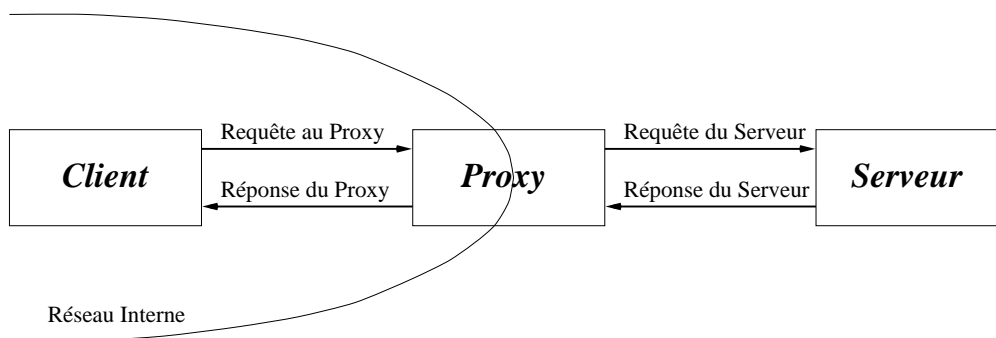 Requête au Proxy
Requête du Serveur
Client
Proxy
Serveur
Réponse du Proxy
Réponse du Serveur
Réseau Interne